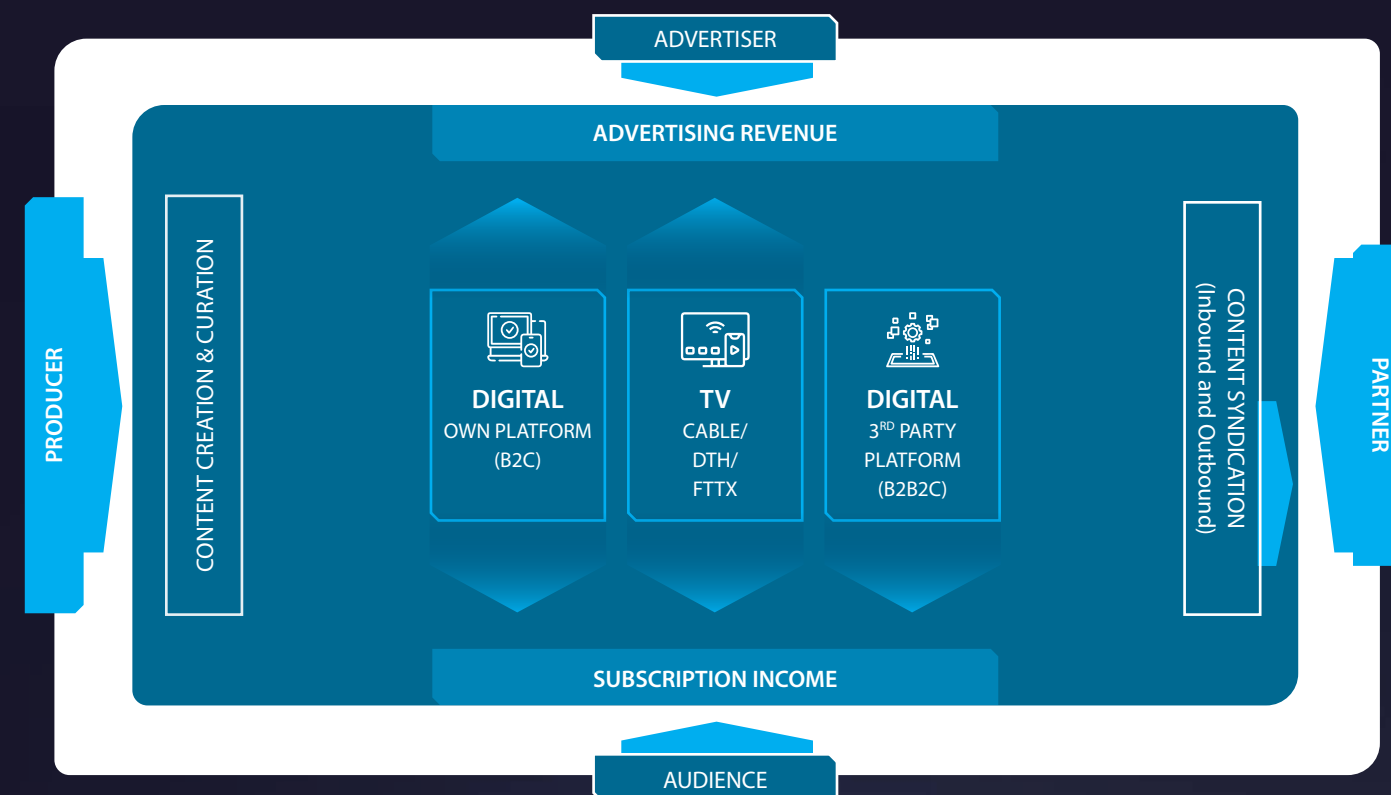 ADVERTISER
ADVERTISING REVENUE
PRODUCER
CONTENT CREATION & CURATION
DIGITAL
OWN PLATFORM
(B2C)
TV
CABLE/
DTH/
FTTX
DIGITAL
3RD PARTY
PLATFORM
(B2B2C)
CONTENT SYNDICATION
(Inbound and Outbound)
PARTNER
SUBSCRIPTION INCOME
AUDIENCE